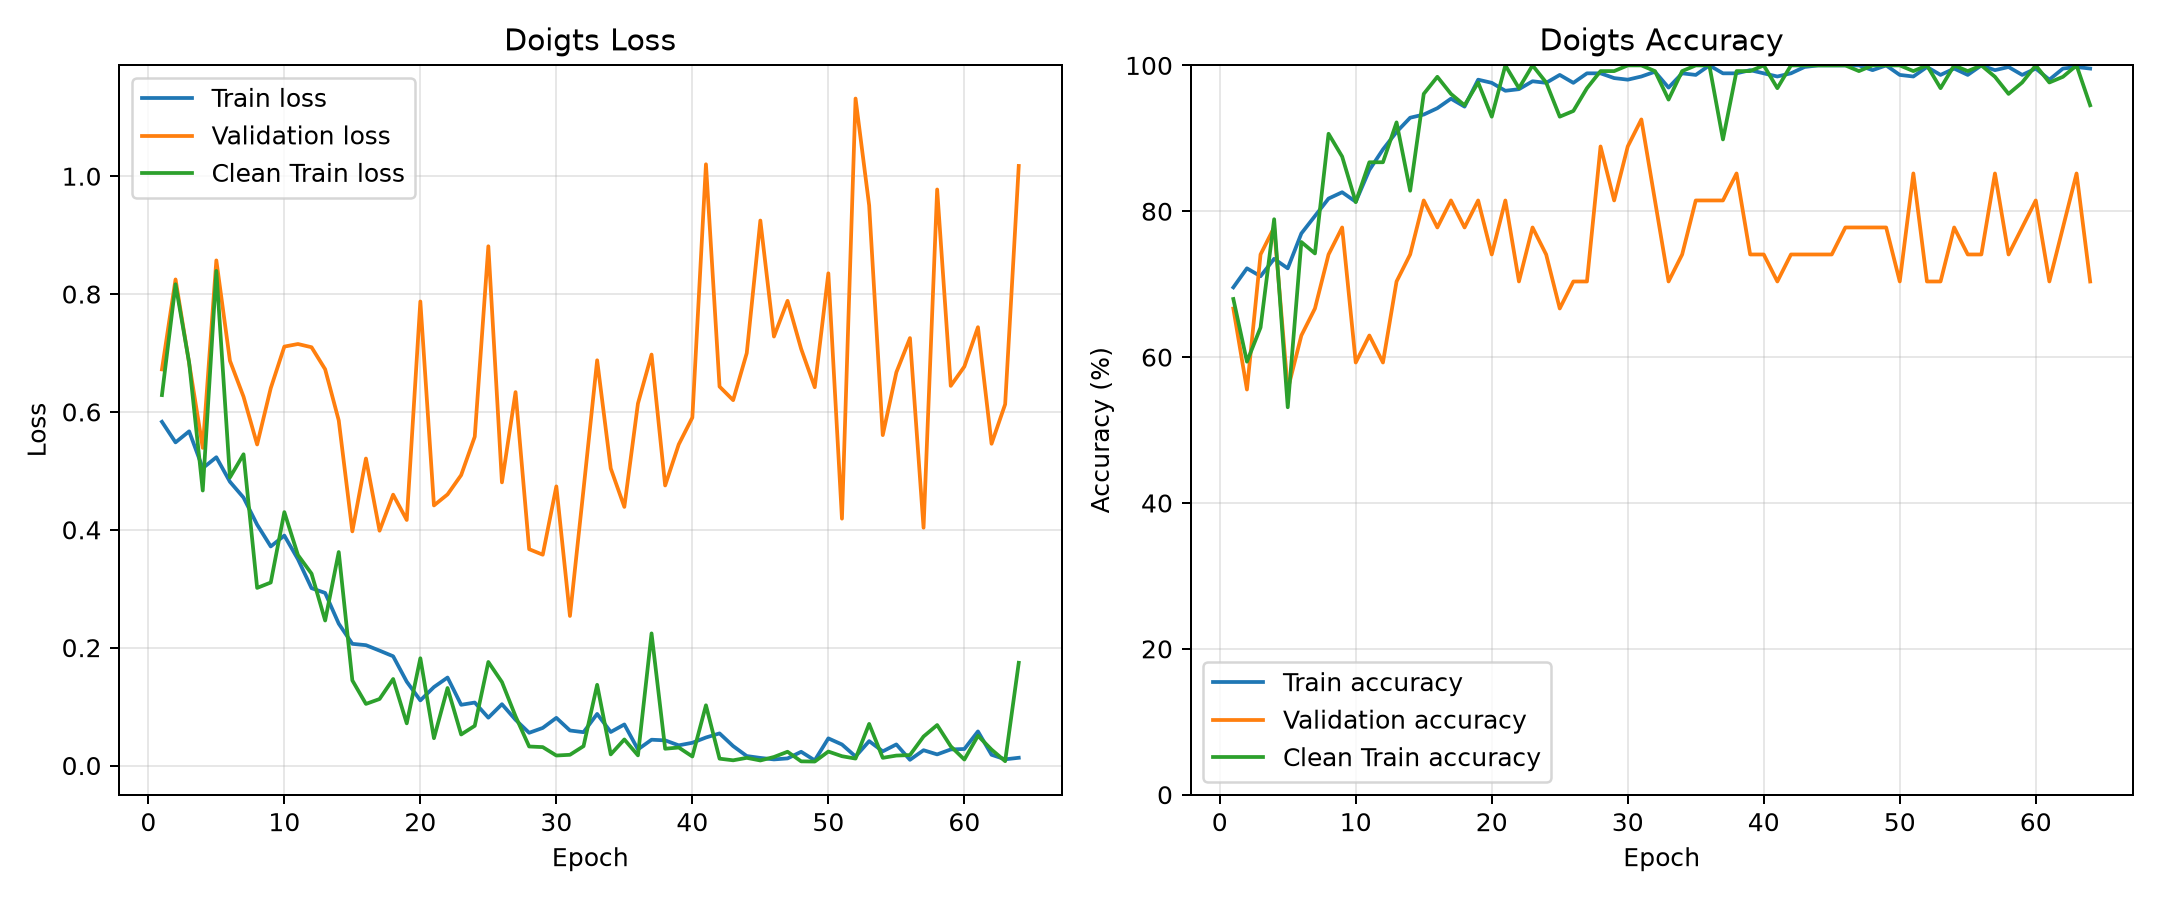 Doigts Loss
Train loss
Validation loss
Clean Train loss
1.0
0.8
0.6
0.4
0.2
0.0
Loss
0 10 20 30 40 50 60
Epoch
Doigts Accuracy
100
80
60
40
20
0
Accuracy (%)
Train accuracy
Validation accuracy
Clean Train accuracy
0 10 20 30 40 50 60
Epoch